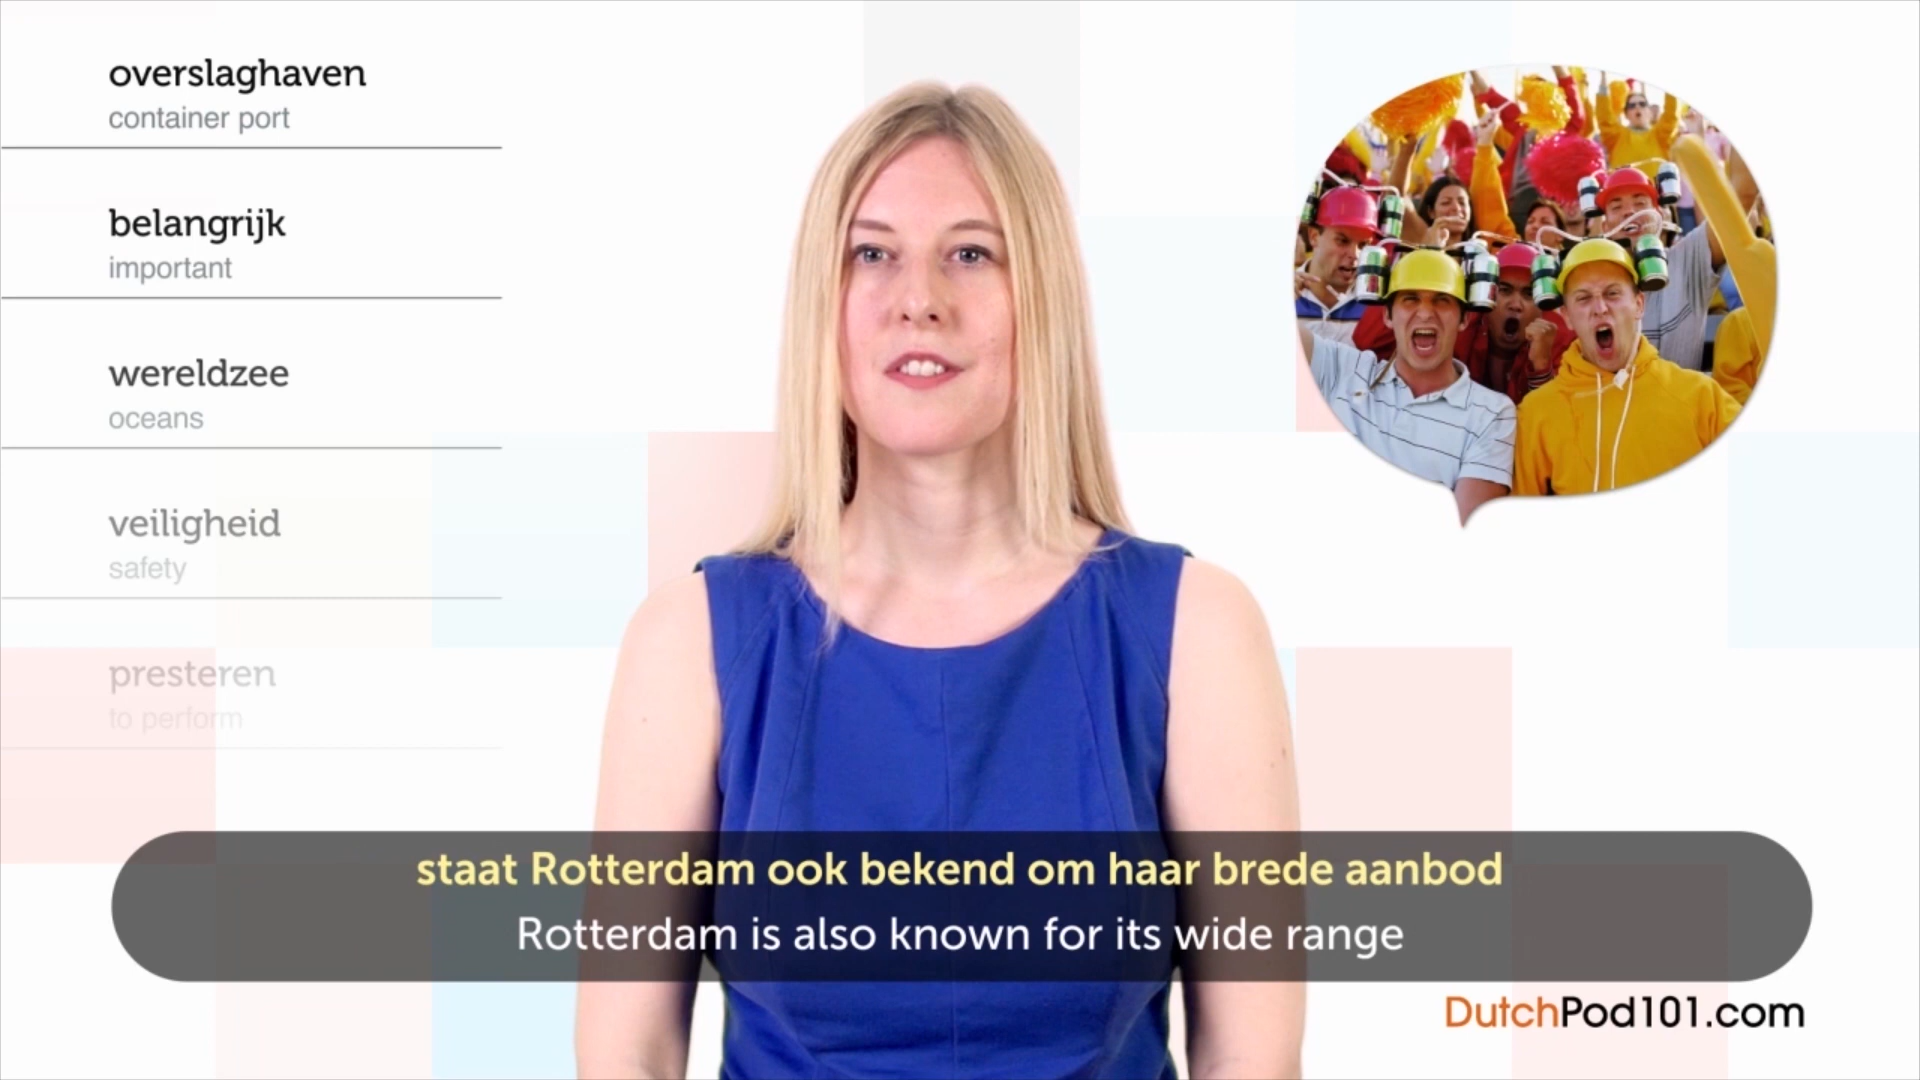 overslaghaven
container port
belangrijk
important
wereldzee
oceans
veiligheid
safety
presteren
to perform
staat Rotterdam ook bekend om haar brede aanbod
Rotterdam is also known for its wide range
DutchPod101.com